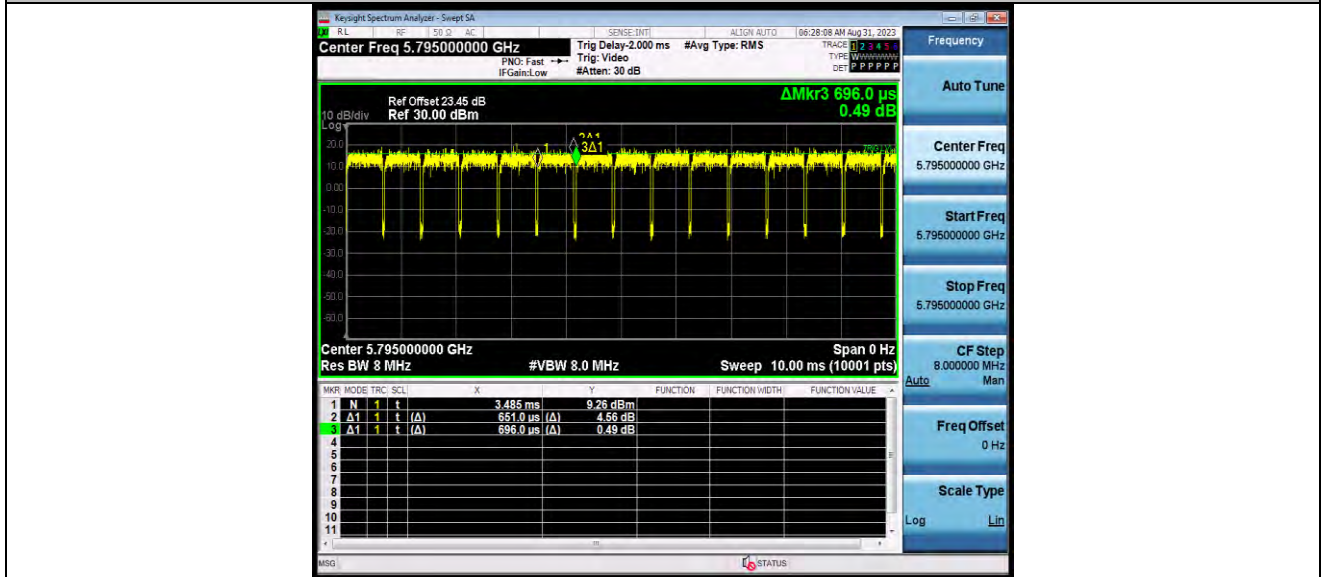 Keysight Spectrum Analyzer - Swept SA
RL RF 50 Ω AC SENSE:INT ALIGN AUTO 06:28:08 AM Aug 31, 2023
Center Freq 5.795000000 GHz
Trig Delay-2.000 ms #Avg Type: RMS
TRACE 1 2 3 4 5 6
PNO: Fast Trig: Video
TYPE WWWWWW
IFGain:Low #Atten: 30 dB
DET P P P P P P
ΔMkr3 696.0 µs
0.49 dB
Ref Offset 23.45 dB
10 dB/div Ref 30.00 dBm
Log
20.0
10.0
0.00
-10.0
-20.0
-30.0
-40.0
-50.0
-60.0
1
2Δ1
3Δ1
Center 5.795000000 GHz Span 0 Hz
Res BW 8 MHz #VBW 8.0 MHz Sweep 10.00 ms (10001 pts)
MKR MODE TRC SCL X Y FUNCTION FUNCTION WIDTH FUNCTION VALUE
1 N 1 t 3.485 ms 9.26 dBm
2 Δ1 1 t (Δ) 651.0 µs (Δ) 4.56 dB
3 Δ1 1 t (Δ) 696.0 µs (Δ) 0.49 dB
4
5
6
7
8
9
10
11
MSG STATUS
Frequency
Auto Tune
Center Freq
5.795000000 GHz
Start Freq
5.795000000 GHz
Stop Freq
5.795000000 GHz
CF Step
8.000000 MHz
Auto Man
Freq Offset
0 Hz
Scale Type
Log Lin